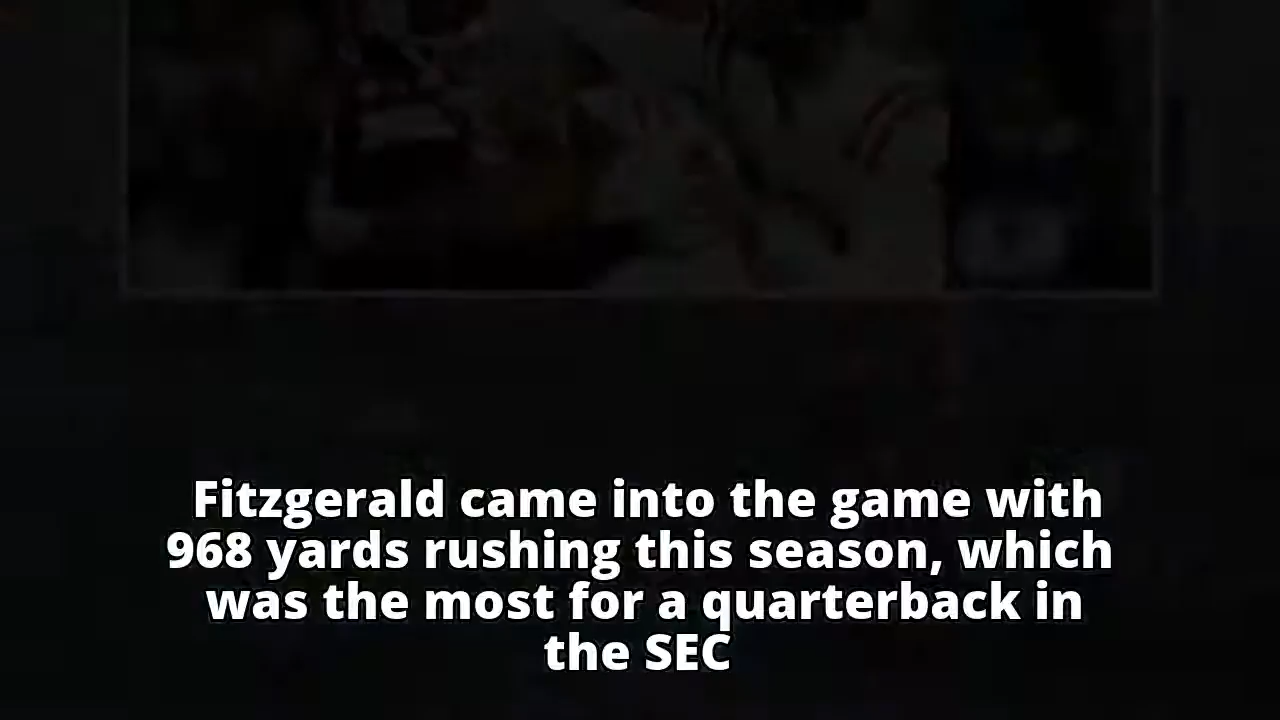 Fitzgerald came into the game with
968 yards rushing this season, which
was the most for a quarterback in
the SEC